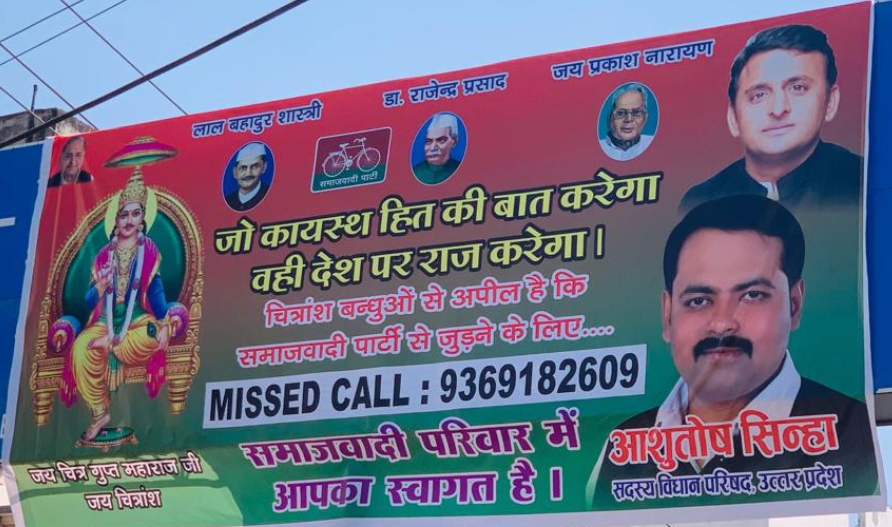 लाल बहादुर शास्त्री
डा. राजेन्द्र प्रसाद
जय प्रकाश नारायण
समाजवादी पार्टी
जो कायस्थ हित की बात करेगा
वही देश पर राज करेगा।
चित्रांश बन्धुओं से अपील है कि
समाजवादी पार्टी से जुड़ने के लिए....
MISSED CALL : 9369182609
समाजवादी परिवार में
आपका स्वागत है।
जय चित्र गुप्त महाराज जी
जय चित्रांश
आशुतोष सिन्हा
सदस्य विधान परिषद, उत्तर प्रदेश